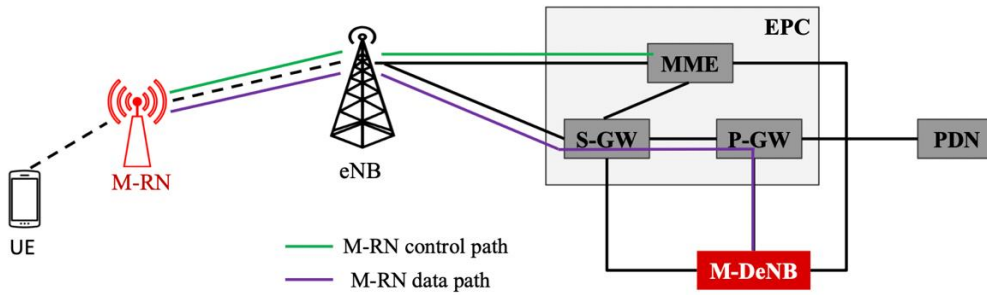 EPC
MME
S-GW
P-GW
PDN
M-RN
eNB
UE
M-RN control path
M-RN data path
M-DeNB